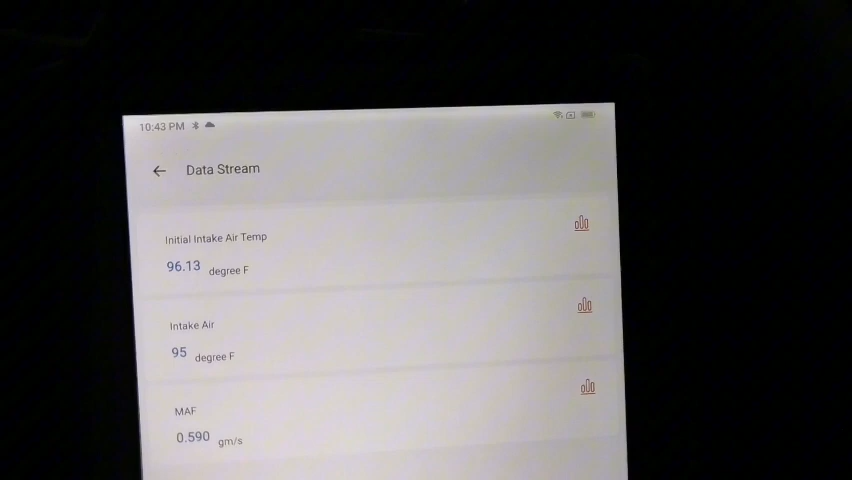 10:43 PM
Data Stream
Initial Intake Air Temp
96.13 degree F
Intake Air
95 degree F
MAF
0.590 gm/s